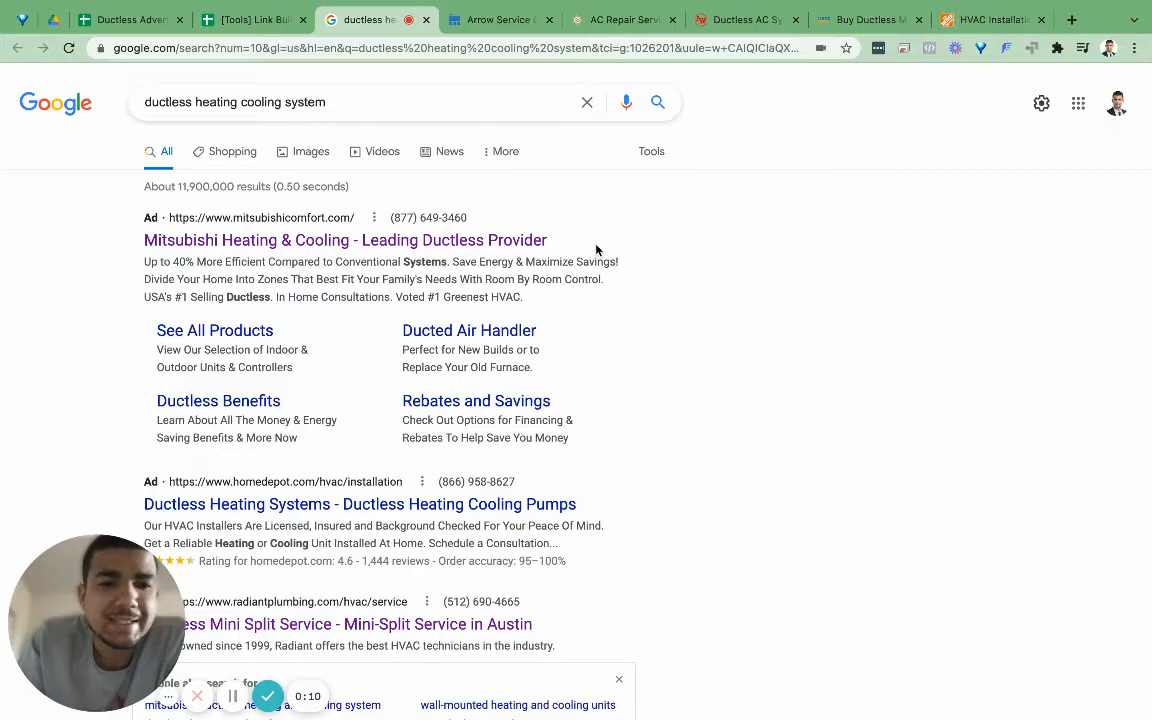 Ductless Adver
[Tools] Link Buil
ductless he
Arrow Service C
AC Repair Servi
Ductless AC Sy
Buy Ductless M
HVAC Installatio
google.com/search?num=10&gl=us&hl=en&q=ductless%20heating%20cooling%20system&tci=g:1026201&uule=w+CAIQICIaQX...
Google
ductless heating cooling system
All
Shopping
Images
Videos
News
More
Tools
About 11,900,000 results (0.50 seconds)
Ad · https://www.mitsubishicomfort.com/ (877) 649-3460
Mitsubishi Heating & Cooling - Leading Ductless Provider
Up to 40% More Efficient Compared to Conventional Systems. Save Energy & Maximize Savings!
Divide Your Home Into Zones That Best Fit Your Family's Needs With Room By Room Control.
USA's #1 Selling Ductless. In Home Consultations. Voted #1 Greenest HVAC.
See All Products
View Our Selection of Indoor &
Outdoor Units & Controllers
Ducted Air Handler
Perfect for New Builds or to
Replace Your Old Furnace.
Ductless Benefits
Learn About All The Money & Energy
Saving Benefits & More Now
Rebates and Savings
Check Out Options for Financing &
Rebates To Help Save You Money
Ad · https://www.homedepot.com/hvac/installation (866) 958-8627
Ductless Heating Systems - Ductless Heating Cooling Pumps
Our HVAC Installers Are Licensed, Insured and Background Checked For Your Peace Of Mind.
Get a Reliable Heating or Cooling Unit Installed At Home. Schedule a Consultation...
Rating for homedepot.com: 4.6 - 1,444 reviews - Order accuracy: 95–100%
ps://www.radiantplumbing.com/hvac/service (512) 690-4665
ess Mini Split Service - Mini-Split Service in Austin
owned since 1999, Radiant offers the best HVAC technicians in the industry.
ople also search for
0:10
wall-mounted heating and cooling units